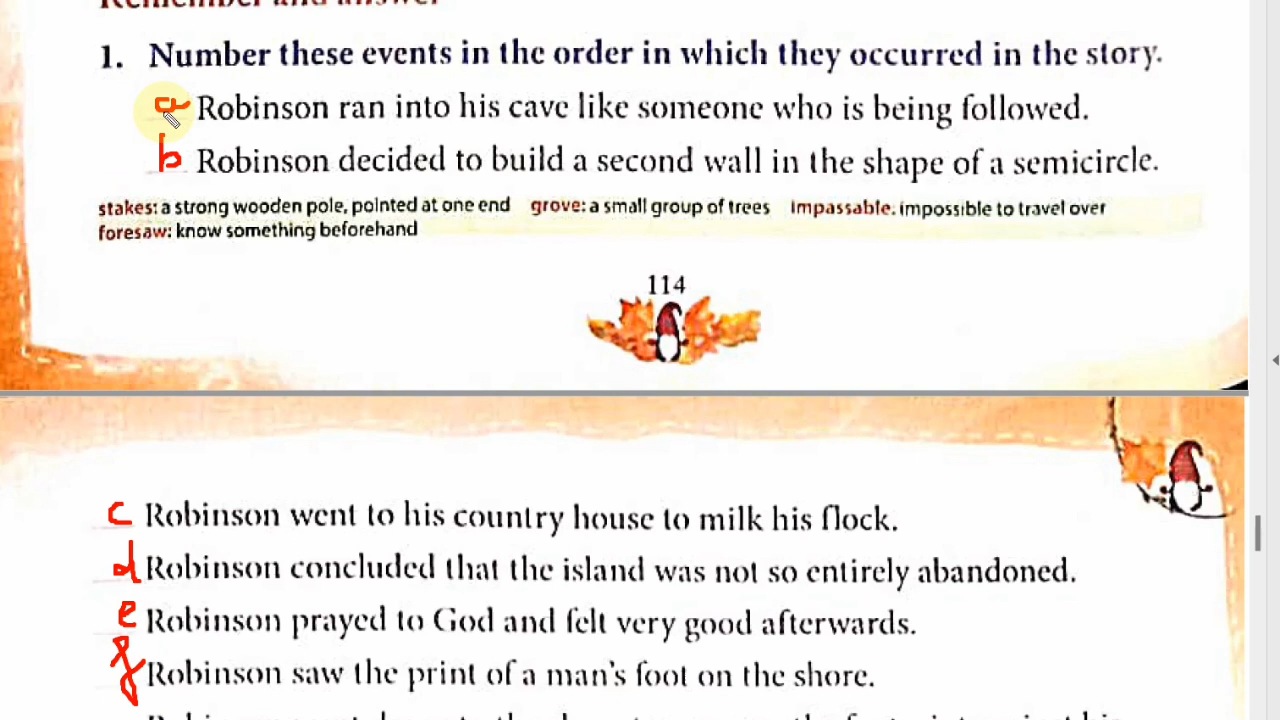 Remember and answer
1. Number these events in the order in which they occurred in the story.
a Robinson ran into his cave like someone who is being followed.
b Robinson decided to build a second wall in the shape of a semicircle.
stakes: a strong wooden pole, pointed at one end grove: a small group of trees impassable: impossible to travel over
foresaw: know something beforehand
114
c Robinson went to his country house to milk his flock.
d Robinson concluded that the island was not so entirely abandoned.
e Robinson prayed to God and felt very good afterwards.
f Robinson saw the print of a man's foot on the shore.